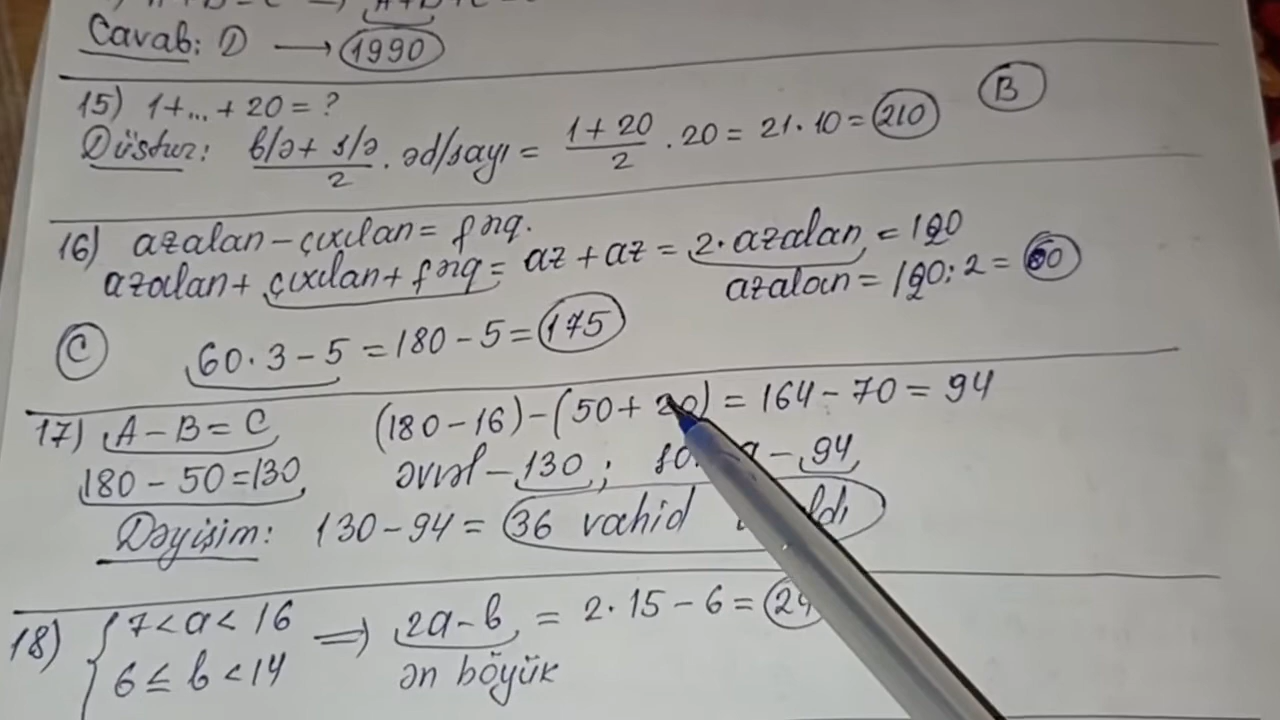 Cavab: D → 1990
15) 1+...+20 = ?
B
Düstur: b/ə + s/ə / 2 · əd/sayı = 1+20 / 2 · 20 = 21·10 = 210
16) azalan - çıxılan = fərq.
azalan + çıxılan + fərq = az + az = 2·azalan = 120
azalan = 120:2 = 60
C 60·3 - 5 = 180 - 5 = 175
17) A - B = C (180 - 16) - (50 + 20) = 164 - 70 = 94
180 - 50 = 130 əvvəl - 130; - 94
Dəyişim: 130 - 94 = 36 vahid
18) { 7 < a < 16
6 ≤ b < 14
⇒ 2a - b = 2·15 - 6 = 24
ən böyük